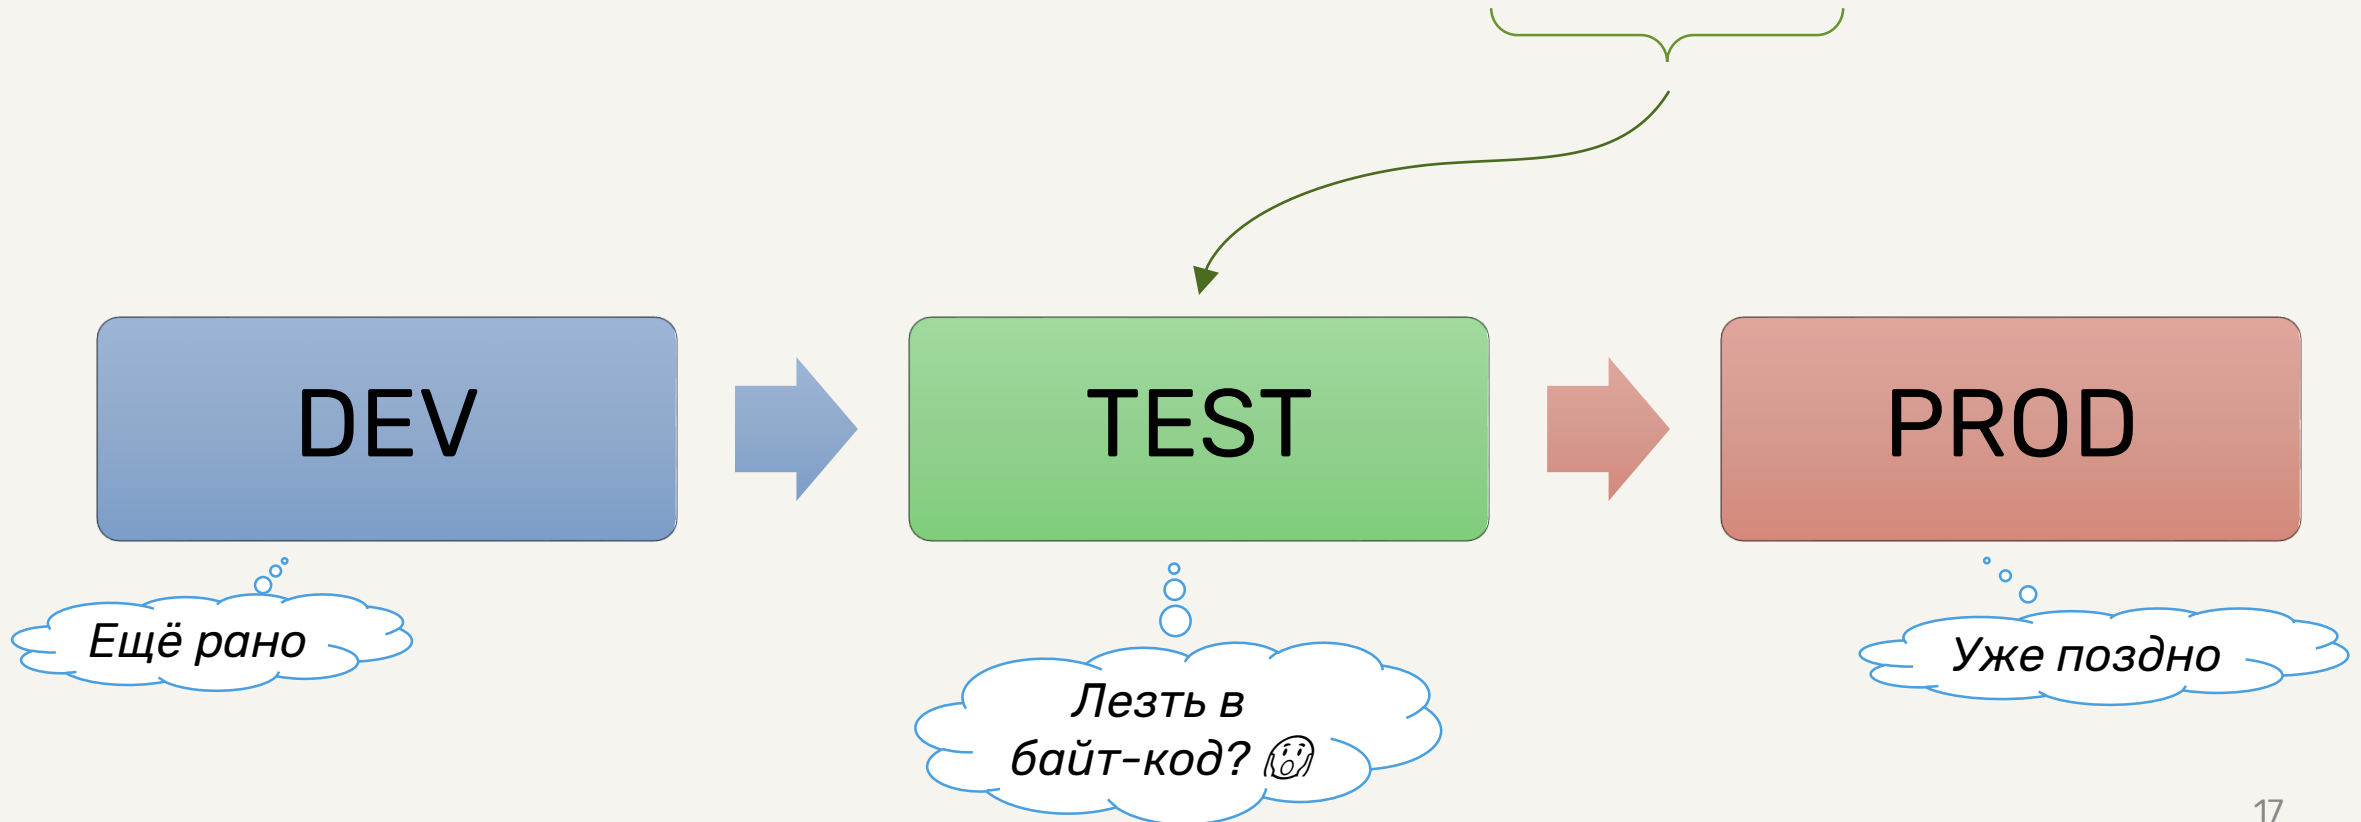 DEV
TEST
PROD
Ещё рано
Лезть в
байт-код? 😱
Уже поздно
17